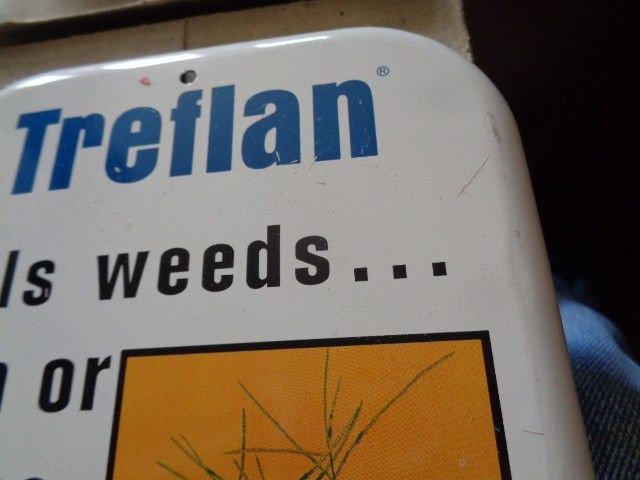 Treflan®
ls weeds...
or